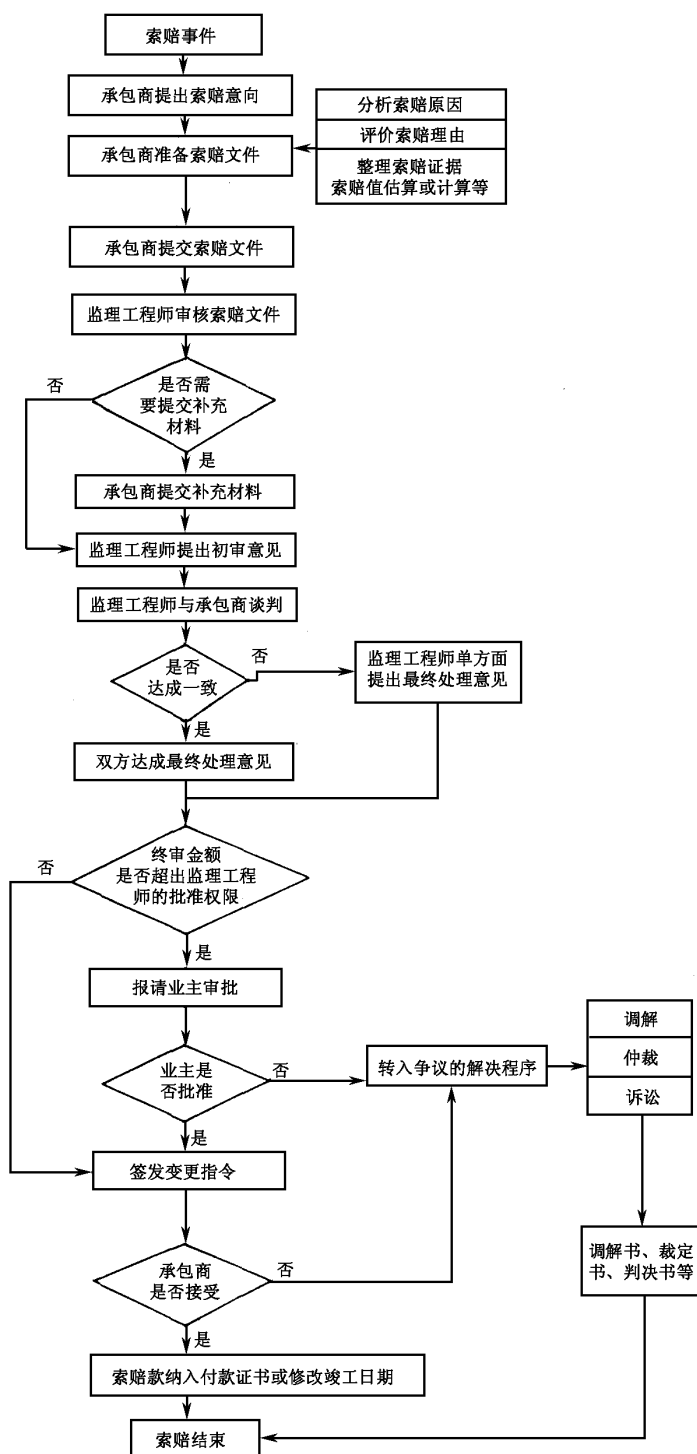 索赔事件
承包商提出索赔意向
分析索赔原因
评价索赔理由
整理索赔证据
索赔值估算或计算等
承包商准备索赔文件
承包商提交索赔文件
监理工程师审核索赔文件
是否需
要提交补充
材料
否
是
承包商提交补充材料
监理工程师提出初审意见
监理工程师与承包商谈判
是否
达成一致
否
监理工程师单方面
提出最终处理意见
是
双方达成最终处理意见
终审金额
是否超出监理工程
师的批准权限
否
是
报请业主审批
业主是
否批准
否
转入争议的解决程序
调解
仲裁
诉讼
是
签发变更指令
调解书、裁定
书、判决书等
承包商
是否接受
否
是
索赔款纳入付款证书或修改竣工日期
索赔结束